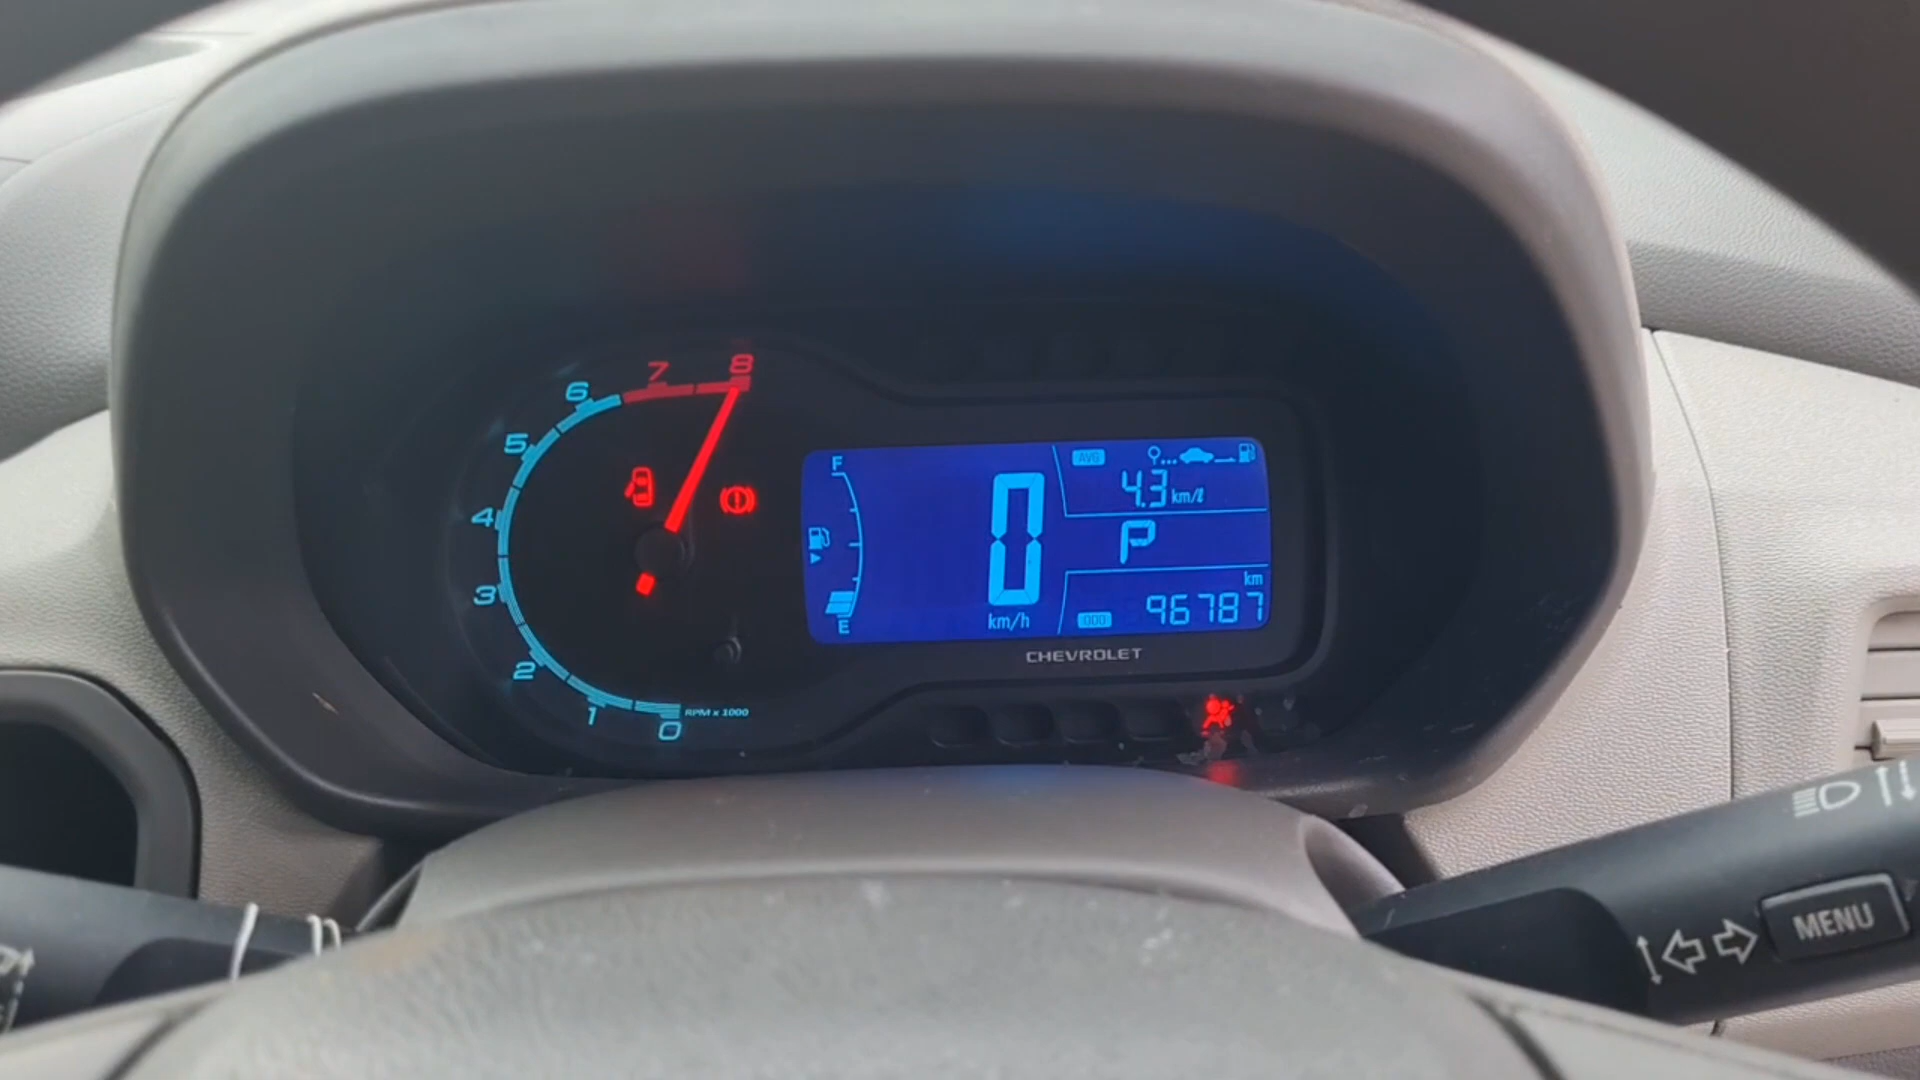 8
7
6
5
4
3
2
1
0
RPM x 1000
F
E
0
km/h
AVG
4.3 km/ℓ
P
km
ODO 96787
CHEVROLET
MENU